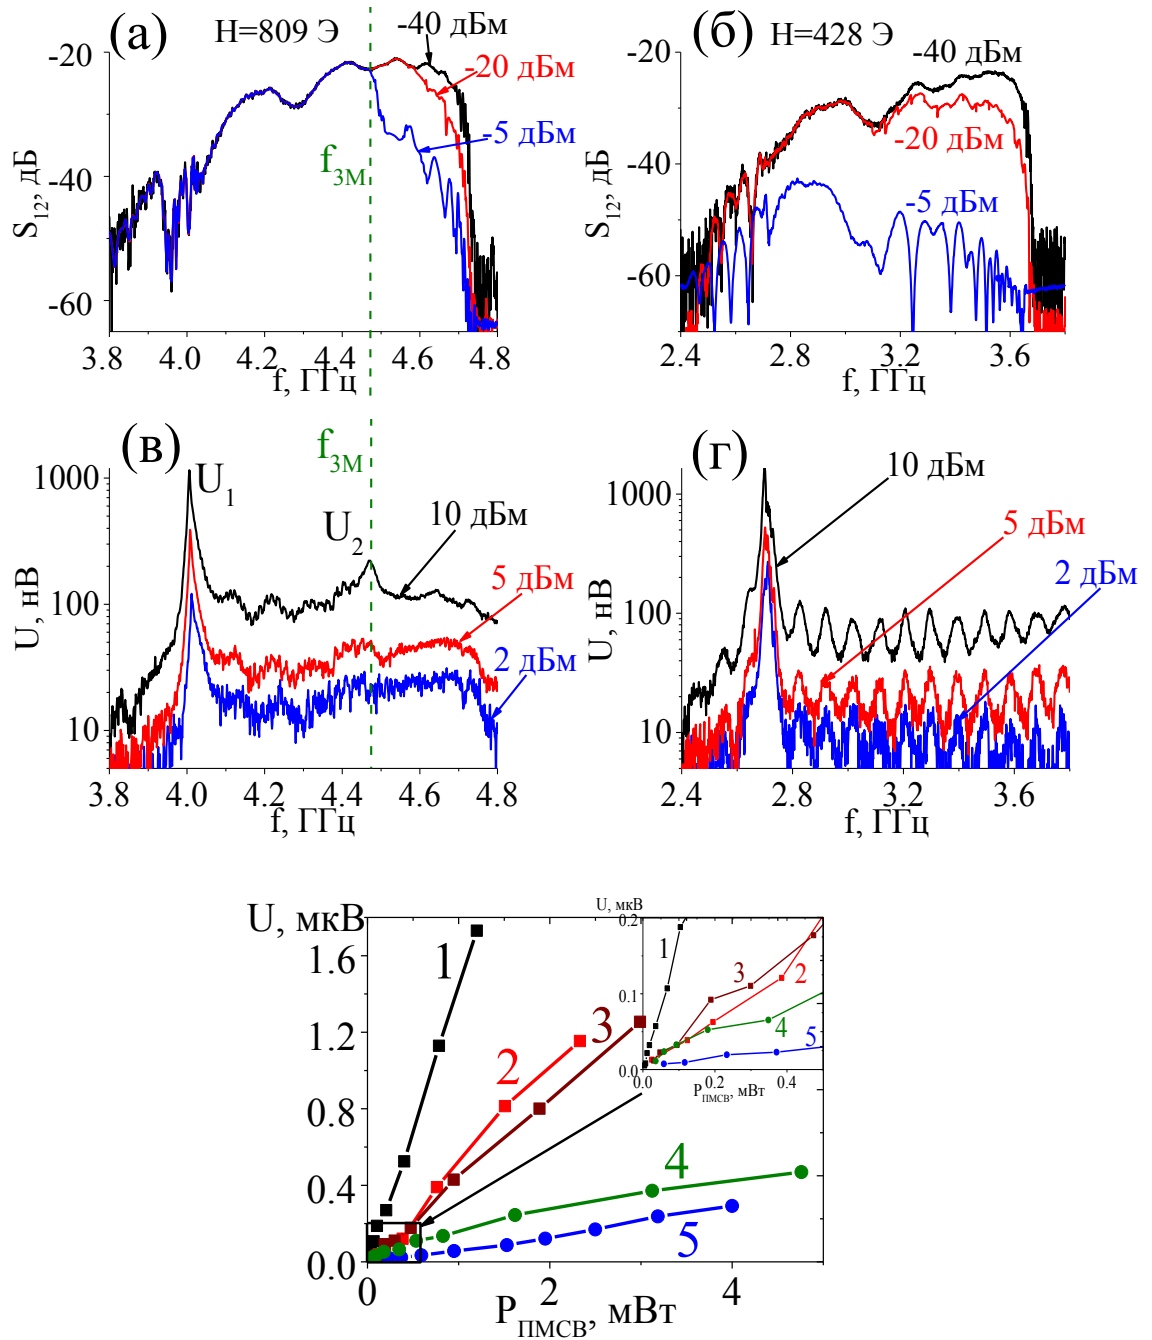 (а)
H=809 Э
-40 дБм
-20 дБм
-5 дБм
f3М
S12, дБ
-20
-40
-60
3.8 4.0 4.2 4.4 4.6 4.8
f, ГГц
(б)
H=428 Э
-40 дБм
-20 дБм
-5 дБм
S12, дБ
-20
-40
-60
2.4 2.8 3.2 3.6
f, ГГц
(в)
f3М
U1
U2
10 дБм
5 дБм
2 дБм
U, нВ
1000
100
10
3.8 4.0 4.2 4.4 4.6 4.8
f, ГГц
(г)
10 дБм
5 дБм
2 дБм
U, нВ
1000
100
10
2.4 2.8 3.2 3.6
f, ГГц
U, мкВ
1.6
1.2
0.8
0.4
0.0
1
2
3
4
5
0 2 4
PПМСВ, мВт
U, мкВ
0.2
0.1
0.0
1
3
2
4
5
0.0 0.2 0.4
PПМСВ, мВт